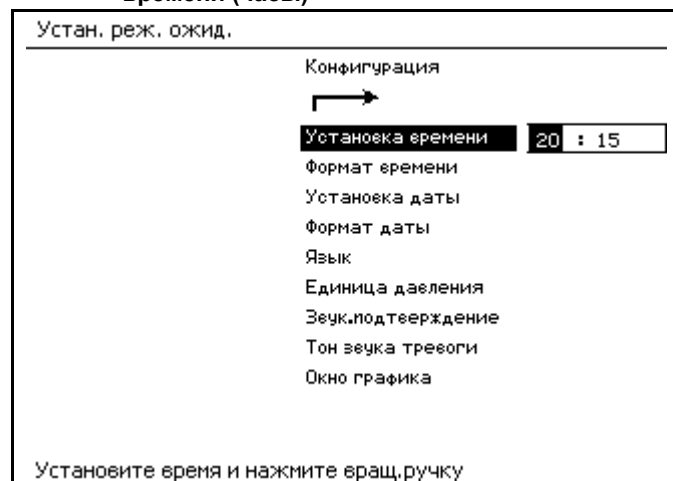 Времени (Часы)
Устан. реж. ожид.
Конфигурация
Установка времени 20 : 15
Формат времени
Установка даты
Формат даты
Язык
Единица давления
Звук.подтверждение
Тон звука тревоги
Окно графика
Установите время и нажмите вращ.ручку